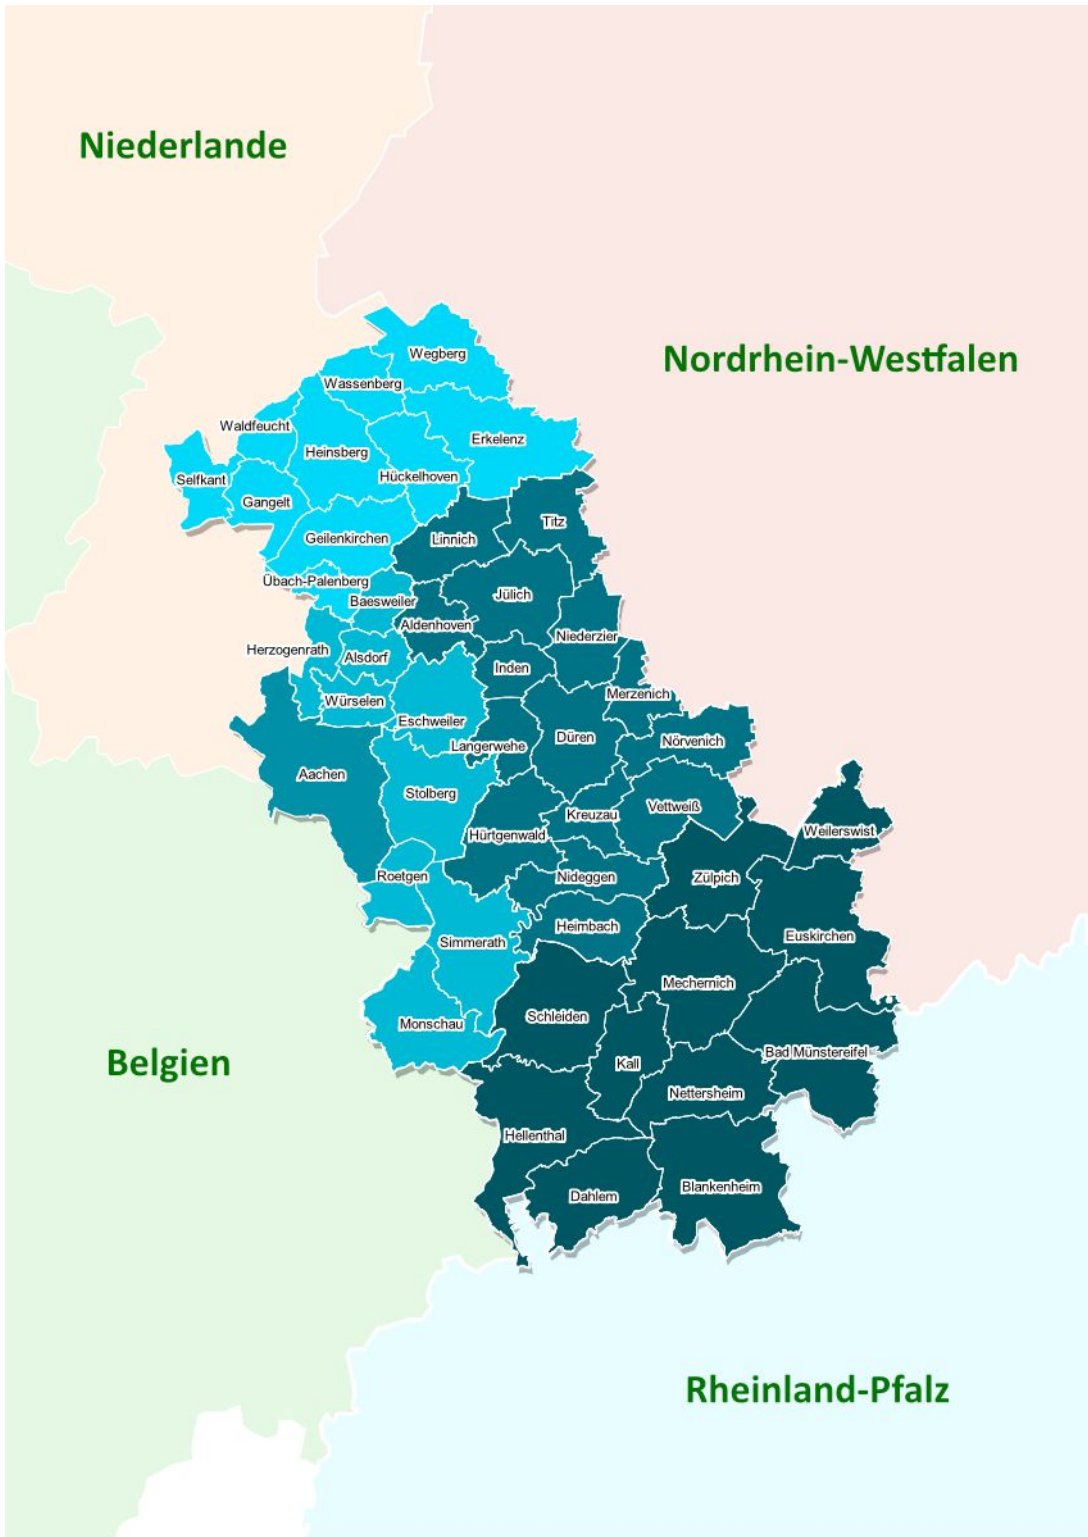 Niederlande
Nordrhein-Westfalen
Wegberg
Wassenberg
Waldfeucht
Erkelenz
Heinsberg
Hückelhoven
Selfkant
Gangelt
Titz
Geilenkirchen
Linnich
Übach-Palenberg
Jülich
Baesweiler
Aldenhoven
Niederzier
Herzogenrath
Alsdorf
Inden
Merzenich
Würselen
Eschweiler
Düren
Nörvenich
Langerwehe
Aachen
Stolberg
Vettweiß
Kreuzau
Weilerswist
Hürtgenwald
Roetgen
Nideggen
Zülpich
Heimbach
Euskirchen
Simmerath
Mechernich
Schleiden
Monschau
Bad Münstereifel
Belgien
Kall
Nettersheim
Hellenthal
Blankenheim
Dahlem
Rheinland-Pfalz